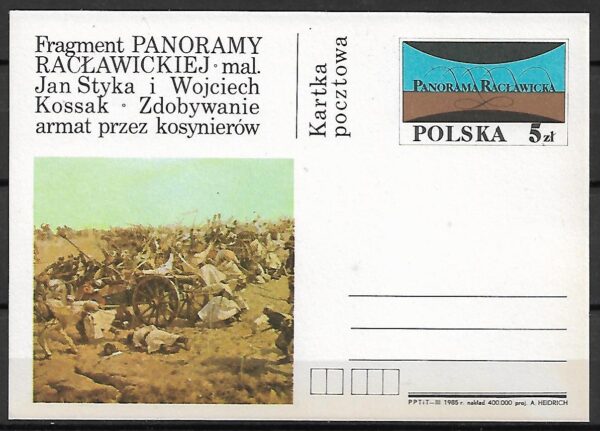 Fragment PANORAMY
RACŁAWICKIEJ · mal.
Jan Styka i Wojciech
Kossak · Zdobywanie
armat przez kosynierów
Kartka
pocztowa
PANORAMA RACŁAWICKA
POLSKA 5 zł
PPTiT—III 1985 r. nakład 400.000 proj. A. HEIDRICH